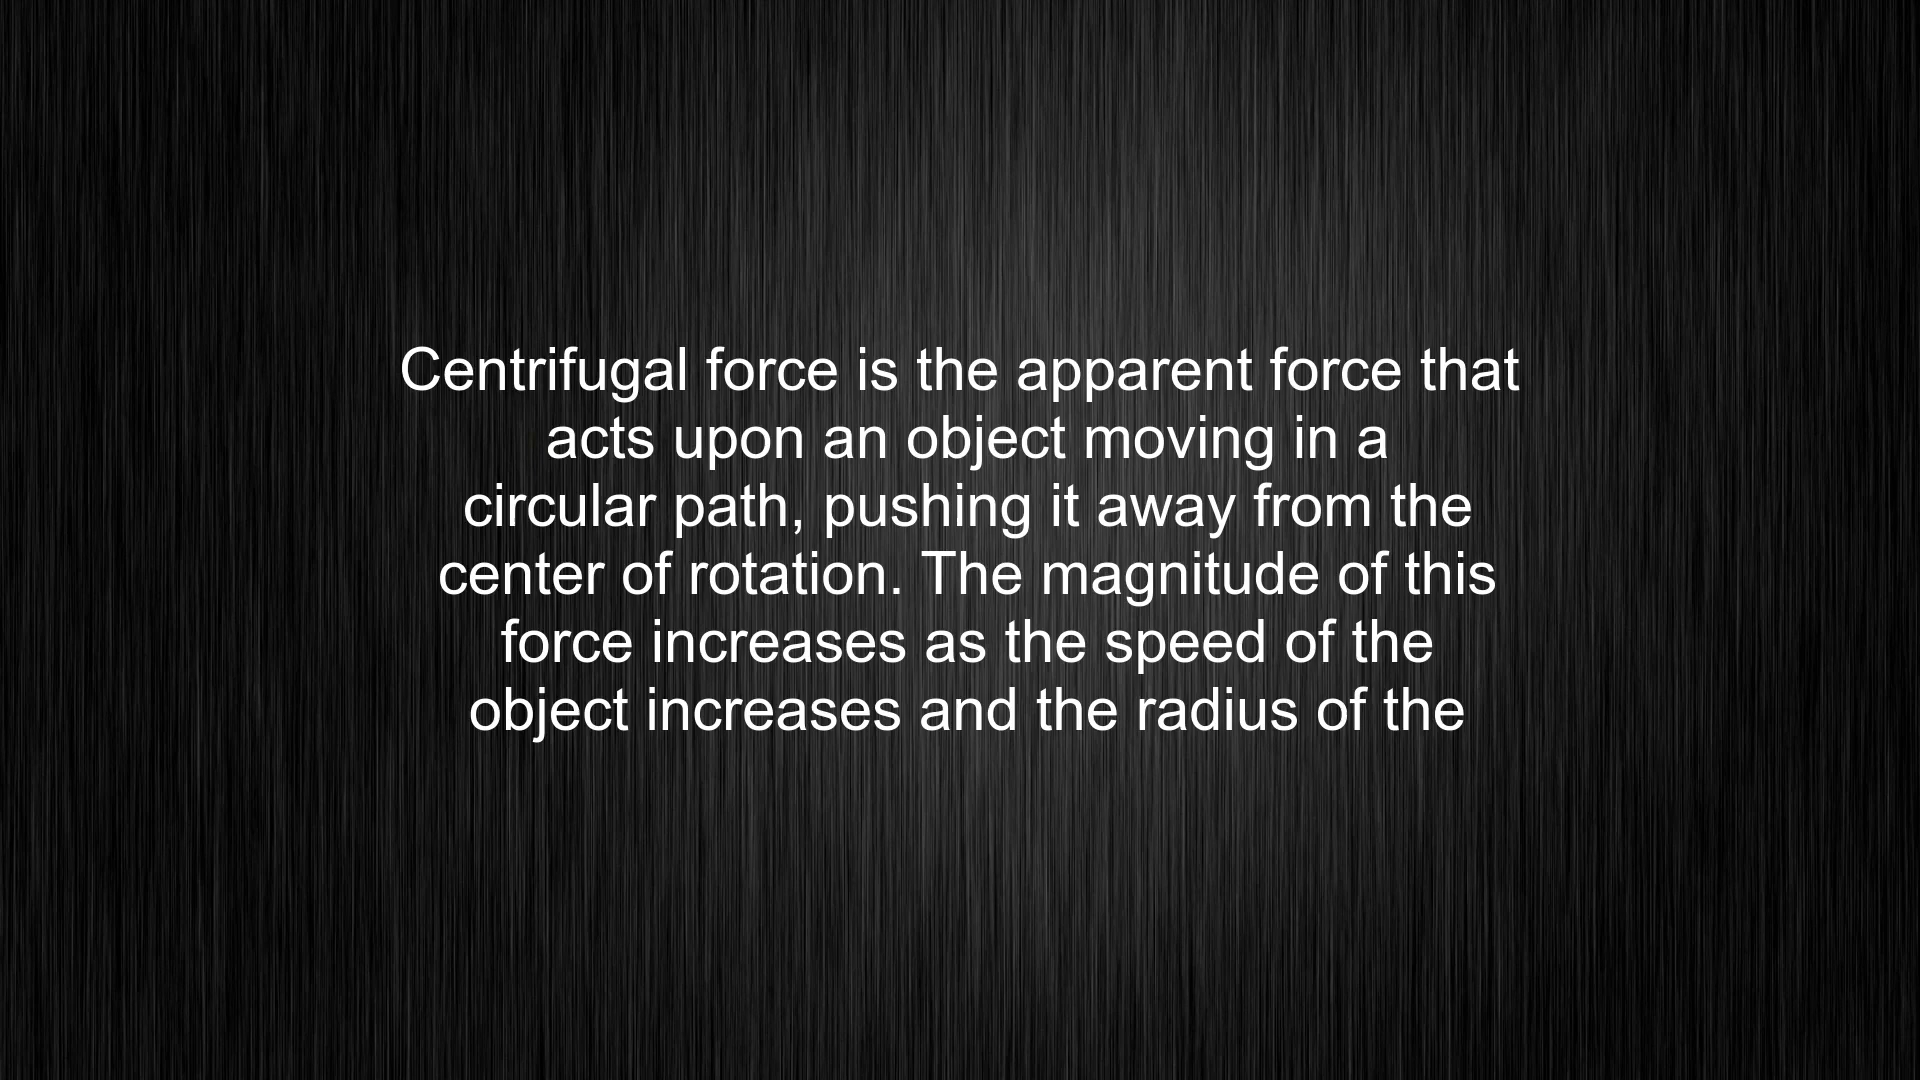 Centrifugal force is the apparent force that
acts upon an object moving in a
circular path, pushing it away from the
center of rotation. The magnitude of this
force increases as the speed of the
object increases and the radius of the